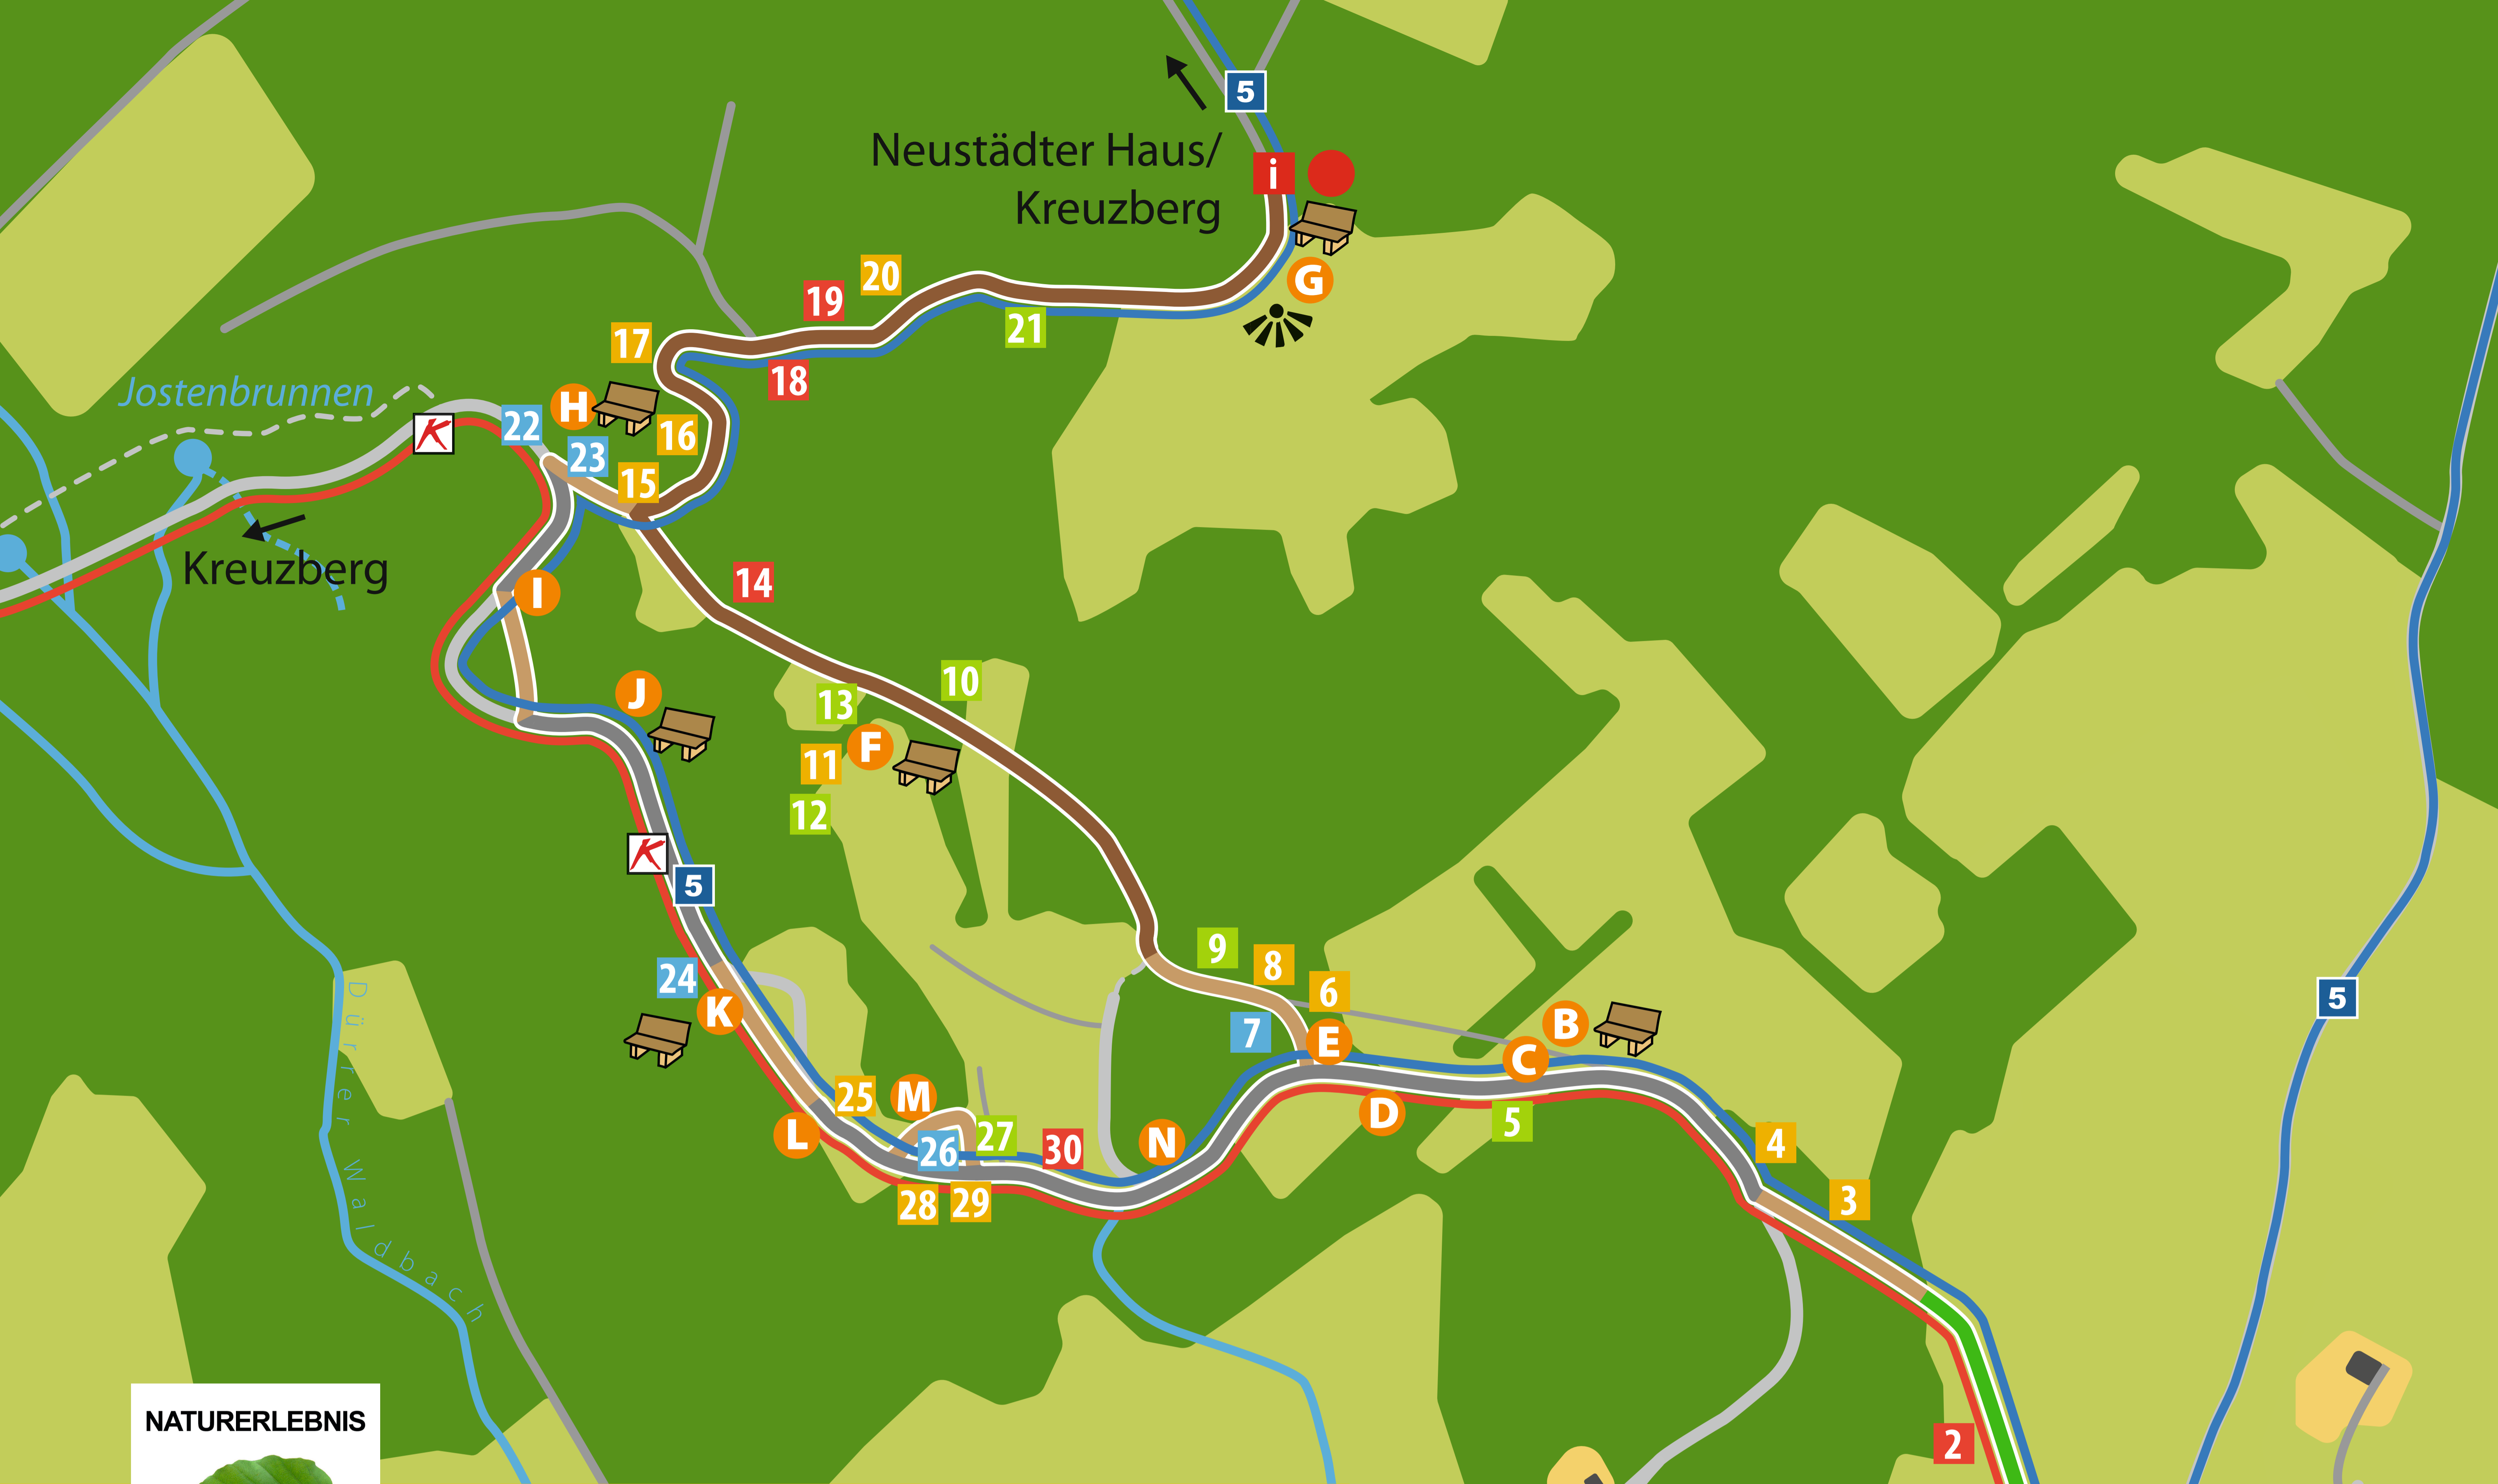 5
Neustädter Haus/
Kreuzberg
i
G
20
19
21
17
18
Jostenbrunnen
H
22
16
23
15
Kreuzberg
14
I
10
J
13
F
11
12
5
9
8
24
6
K
7
E
B
C
5
25
M
D
5
L
26
27
30
N
4
28
29
3
Dürrer Waldbach
NATURERLEBNIS
2